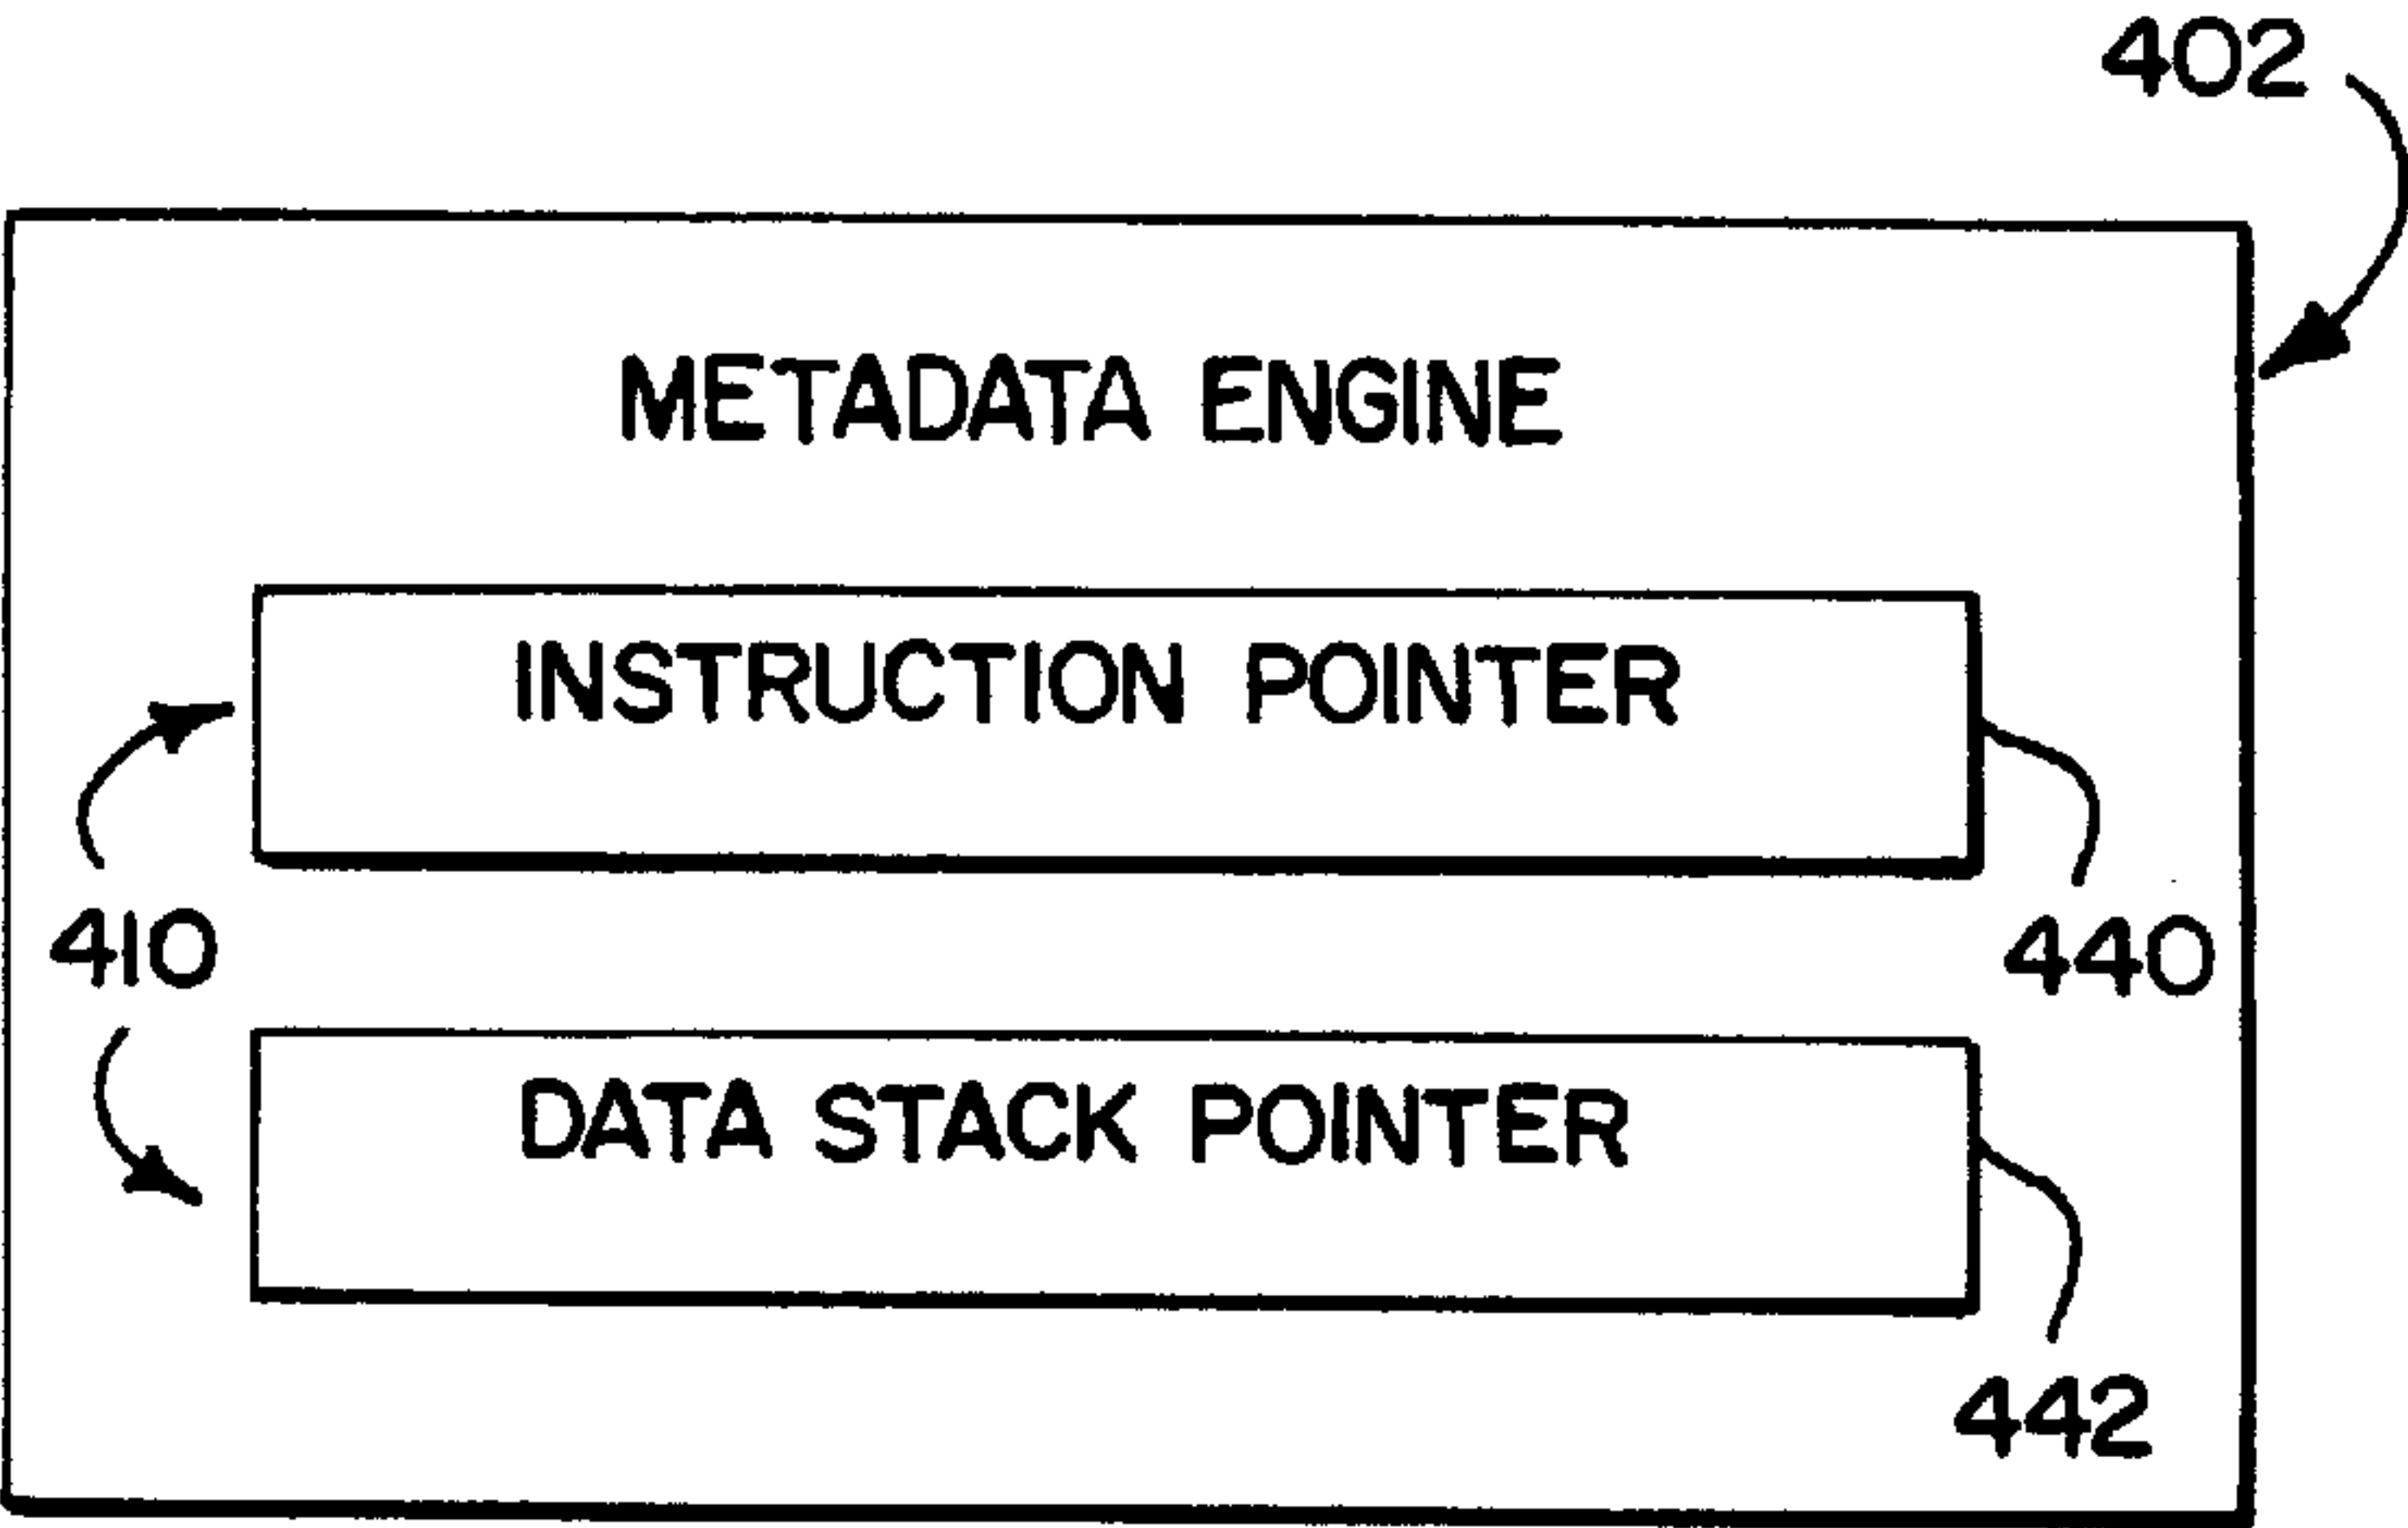 402
METADATA ENGINE
INSTRUCTION POINTER
410
440
DATA STACK POINTER
442